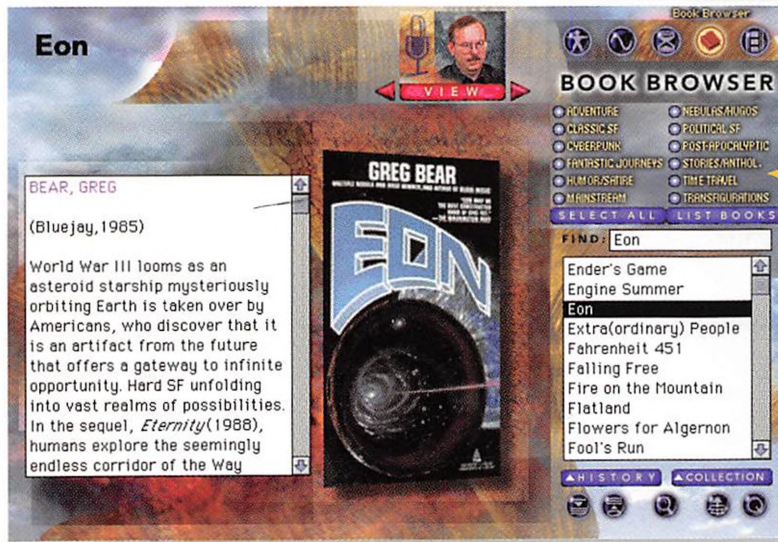 Book Browser
Eon
VIEW
BOOK BROWSER
ADVENTURE
CLASSIC SF
CYBERPUNK
FANTASTIC JOURNEYS
HUMOR/SATIRE
MAINSTREAM
NEBULAS/HUGOS
POLITICAL SF
POST-APOCALYPTIC
STORIES/ANTHOL.
TIME TRAVEL
TRANSFIGURATIONS
SELECT ALL
LIST BOOKS
FIND: Eon
Ender's Game
Engine Summer
Eon
Extra(ordinary) People
Fahrenheit 451
Falling Free
Fire on the Mountain
Flatland
Flowers for Algernon
Fool's Run
HISTORY
COLLECTION
BEAR, GREG
(Bluejay,1985)
World War III looms as an
asteroid starship mysteriously
orbiting Earth is taken over by
Americans, who discover that it
is an artifact from the future
that offers a gateway to infinite
opportunity. Hard SF unfolding
into vast realms of possibilities.
In the sequel, Eternity(1988),
humans explore the seemingly
endless corridor of the Way
GREG BEAR
EON